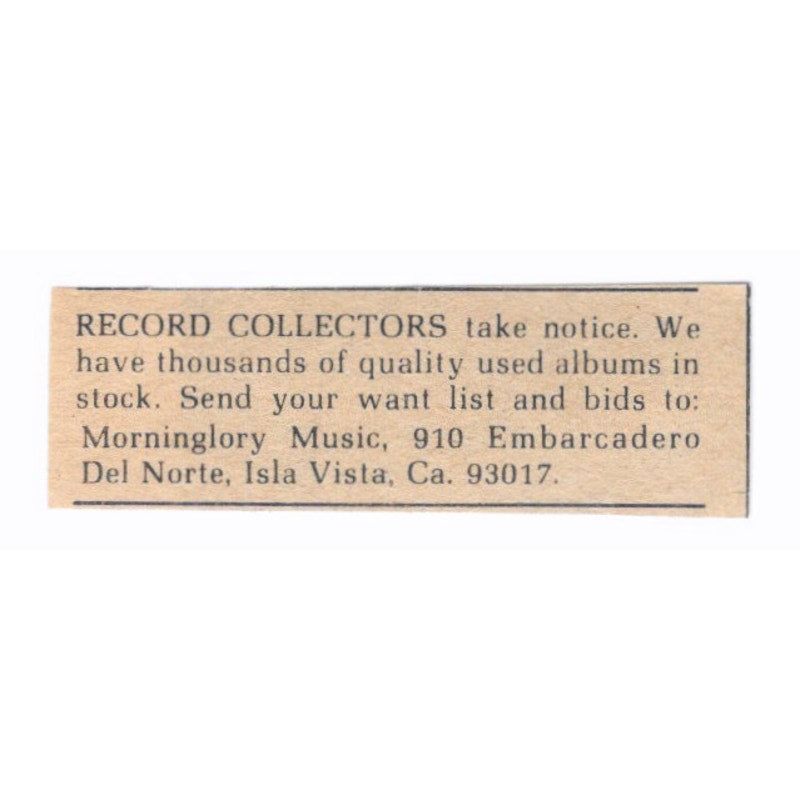 RECORD COLLECTORS take notice. We
have thousands of quality used albums in
stock. Send your want list and bids to:
Morninglory Music, 910 Embarcadero
Del Norte, Isla Vista, Ca. 93017.